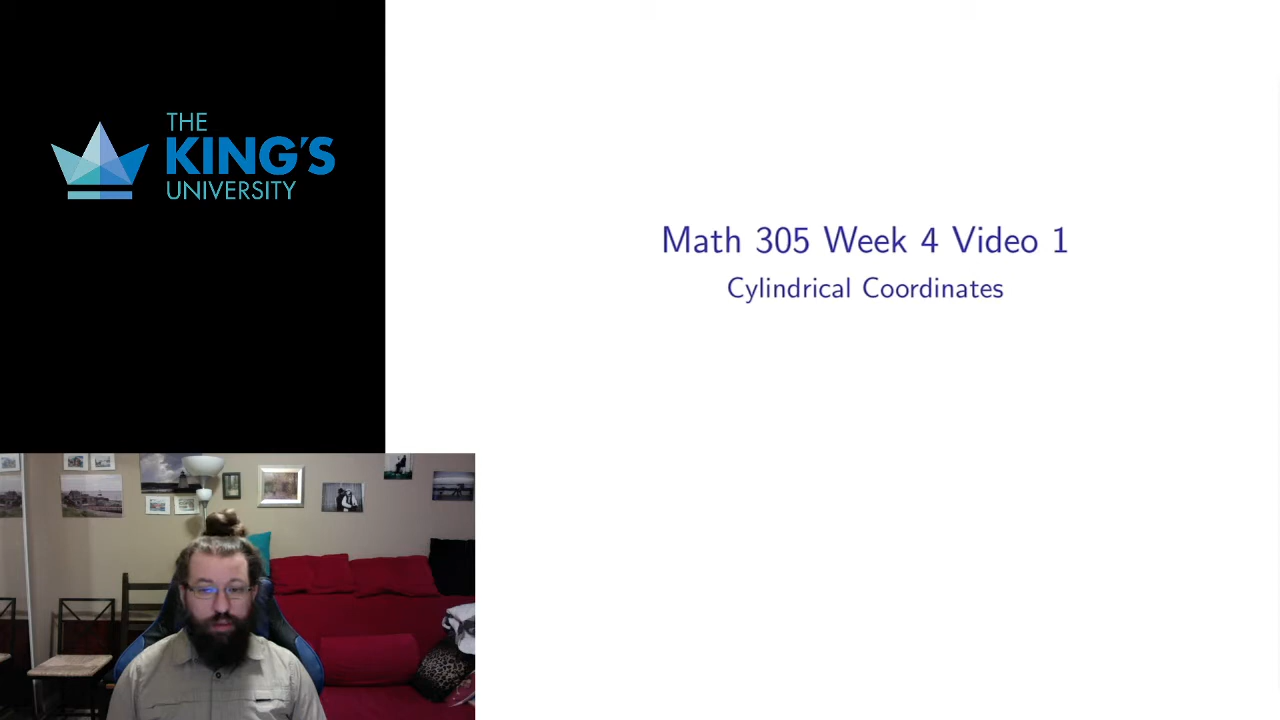 THE
KING'S
UNIVERSITY
Math 305 Week 4 Video 1
Cylindrical Coordinates